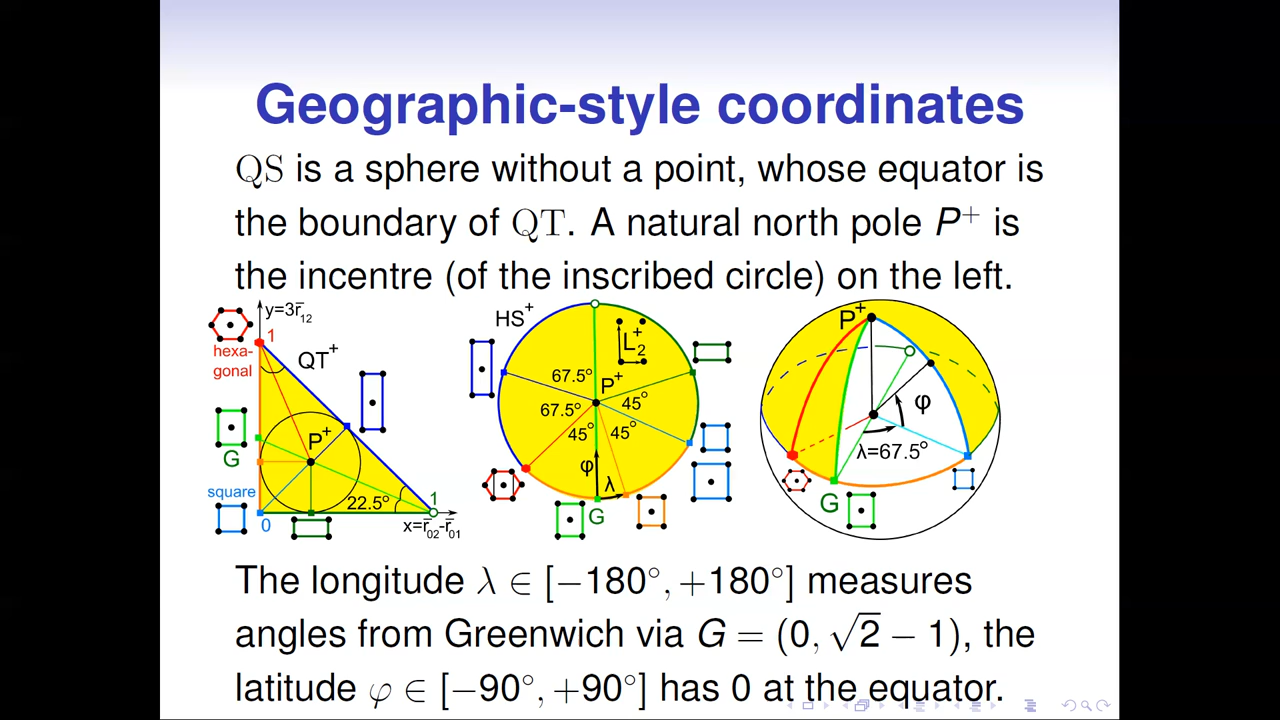 Geographic-style coordinates
QS is a sphere without a point, whose equator is
the boundary of QT. A natural north pole P⁺ is
the incentre (of the inscribed circle) on the left.
y=3r̄₁₂
1
hexa-
gonal
QT⁺
G
P⁺
square
22.5°
1
0
x=r̄₀₂-r̄₀₁
HS⁺
L₂⁺
67.5°
P⁺
67.5°
45°
45°
45°
φ
λ
G
P⁺
φ
λ=67.5°
G
The longitude λ ∈ [−180°, +180°] measures
angles from Greenwich via G = (0, √2 − 1), the
latitude φ ∈ [−90°, +90°] has 0 at the equator.